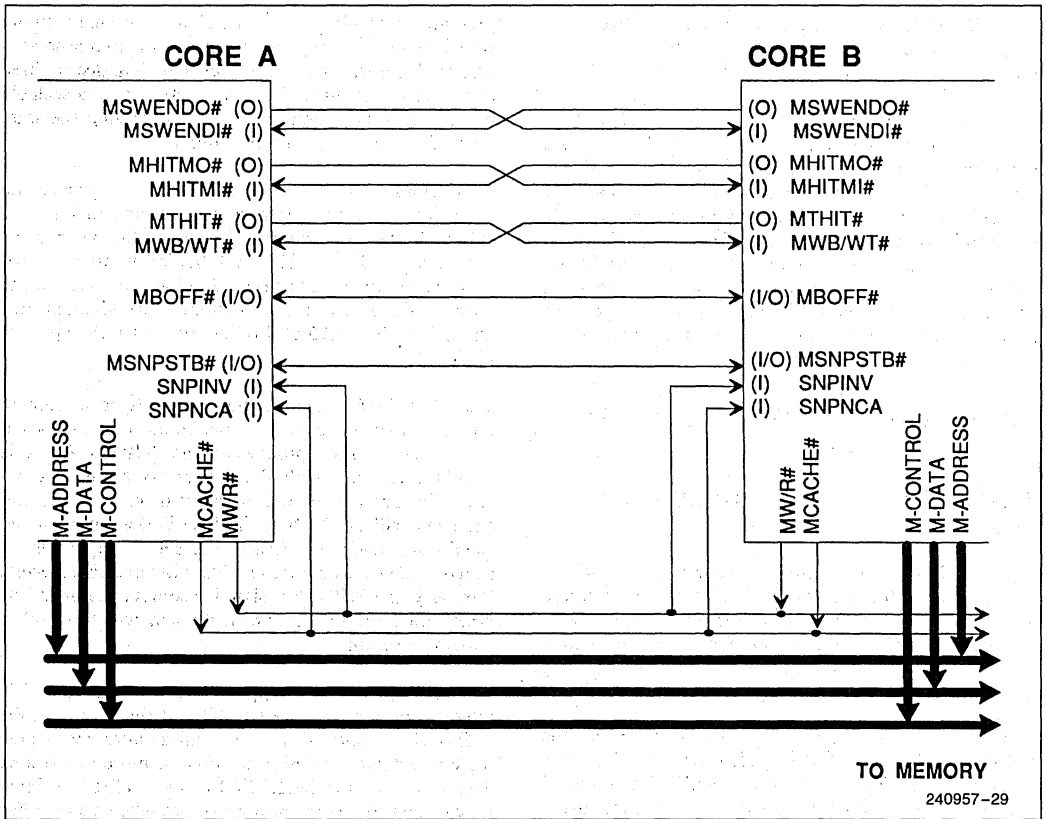 CORE A
CORE B
MSWENDO# (O)
MSWENDI# (I)
MHITMO# (O)
MHITMI# (I)
MTHIT# (O)
MWB/WT# (I)
MBOFF# (I/O)
MSNPSTB# (I/O)
SNPINV (I)
SNPNCA (I)
(O) MSWENDO#
(I) MSWENDI#
(O) MHITMO#
(I) MHITMI#
(O) MTHIT#
(I) MWB/WT#
(I/O) MBOFF#
(I/O) MSNPSTB#
(I) SNPINV
(I) SNPNCA
M-ADDRESS
M-DATA
M-CONTROL
MCACHE#
MW/R#
MW/R#
MCACHE#
M-CONTROL
M-DATA
M-ADDRESS
TO MEMORY
240957-29